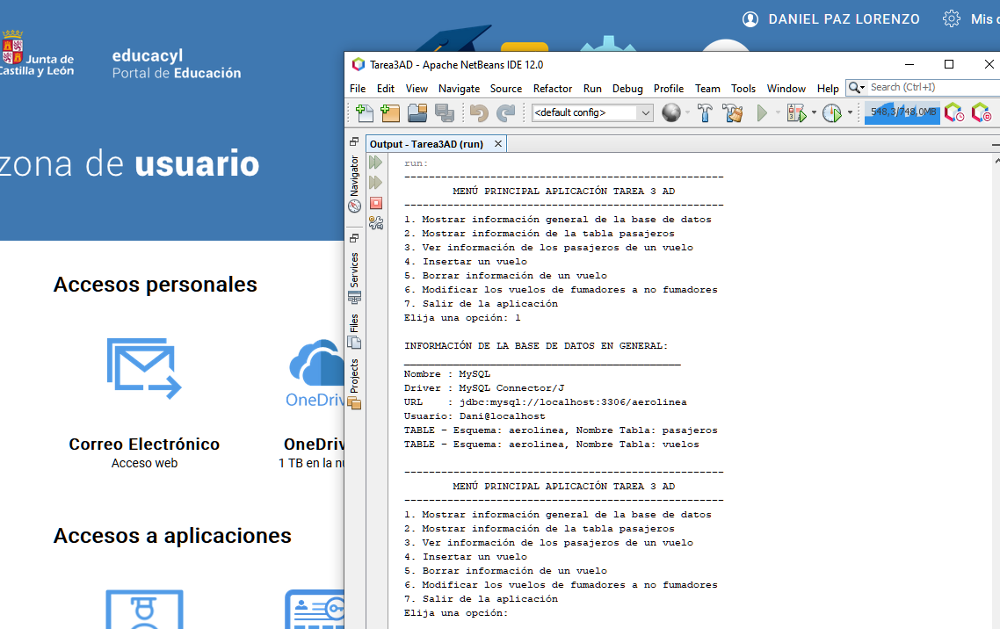 DANIEL PAZ LORENZO
Mis
Junta de
Castilla y León
educacyl
Portal de Educación
zona de usuario
Accesos personales
Correo Electrónico
Acceso web
OneDriv
OneDriv
1 TB en la nu
Accesos a aplicaciones
Tarea3AD - Apache NetBeans IDE 12.0
File Edit View Navigate Source Refactor Run Debug Profile Team Tools Window Help
Search (Ctrl+I)
<default config>
548,3/748,0MB
Output - Tarea3AD (run)
Navigator
Services
Files
Projects
run:
----------------------------------------------------
MENÚ PRINCIPAL APLICACIÓN TAREA 3 AD
----------------------------------------------------
1. Mostrar información general de la base de datos
2. Mostrar información de la tabla pasajeros
3. Ver información de los pasajeros de un vuelo
4. Insertar un vuelo
5. Borrar información de un vuelo
6. Modificar los vuelos de fumadores a no fumadores
7. Salir de la aplicación
Elija una opción: 1
INFORMACIÓN DE LA BASE DE DATOS EN GENERAL:
_____________________________________________
Nombre : MySQL
Driver : MySQL Connector/J
URL    : jdbc:mysql://localhost:3306/aerolinea
Usuario: Dani@localhost
TABLE - Esquema: aerolinea, Nombre Tabla: pasajeros
TABLE - Esquema: aerolinea, Nombre Tabla: vuelos
----------------------------------------------------
MENÚ PRINCIPAL APLICACIÓN TAREA 3 AD
----------------------------------------------------
1. Mostrar información general de la base de datos
2. Mostrar información de la tabla pasajeros
3. Ver información de los pasajeros de un vuelo
4. Insertar un vuelo
5. Borrar información de un vuelo
6. Modificar los vuelos de fumadores a no fumadores
7. Salir de la aplicación
Elija una opción: